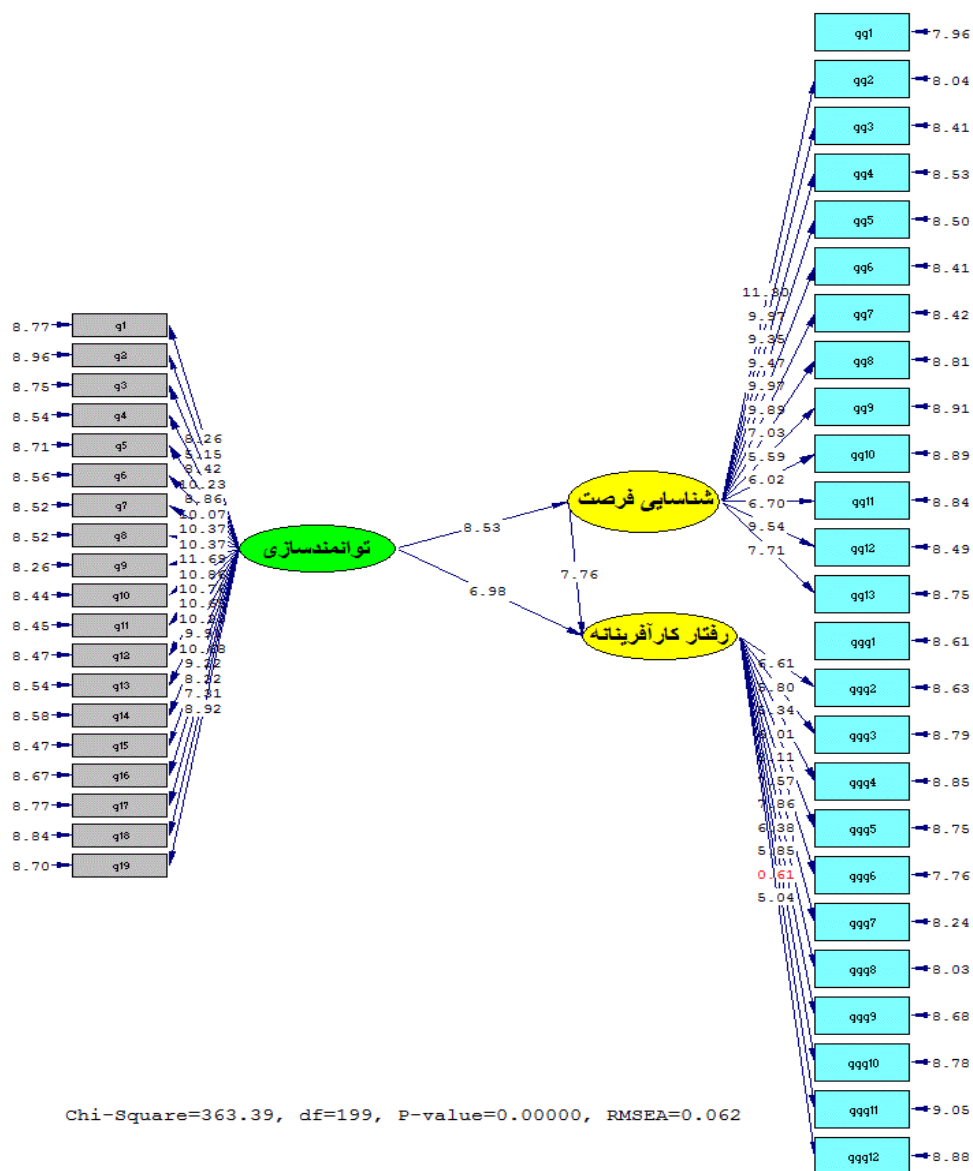 qq1 7.96
qq2 8.04
qq3 8.41
qq4 8.53
qq5 8.50
qq6 8.41
qq7 8.42
qq8 8.81
qq9 8.91
qq10 8.89
qq11 8.84
qq12 8.49
qq13 8.75
11.30
9.97
9.35
9.47
9.97
9.89
7.03
5.59
6.02
6.70
9.54
7.71
8.77 q1
8.96 q2
8.75 q3
8.54 q4
8.71 q5
8.56 q6
8.52 q7
8.52 q8
8.26 q9
8.44 q10
8.45 q11
8.47 q12
8.54 q13
8.58 q14
8.47 q15
8.67 q16
8.77 q17
8.84 q18
8.70 q19
8.26
5.15
8.42
10.23
8.86
10.07
10.37
10.37
11.69
10.86
9.22
8.22
7.31
8.92
توانمندسازی
8.53
6.98
شناسایی فرصت
7.76
رفتار کارآفرینانه
6.61
7.86
6.38
5.85
0.61
5.04
qqq1 8.61
qqq2 8.63
qqq3 8.79
qqq4 8.85
qqq5 8.75
qqq6 7.76
qqq7 8.24
qqq8 8.03
qqq9 8.68
qqq10 8.78
qqq11 9.05
qqq12 8.88
Chi-Square=363.39, df=199, P-value=0.00000, RMSEA=0.062